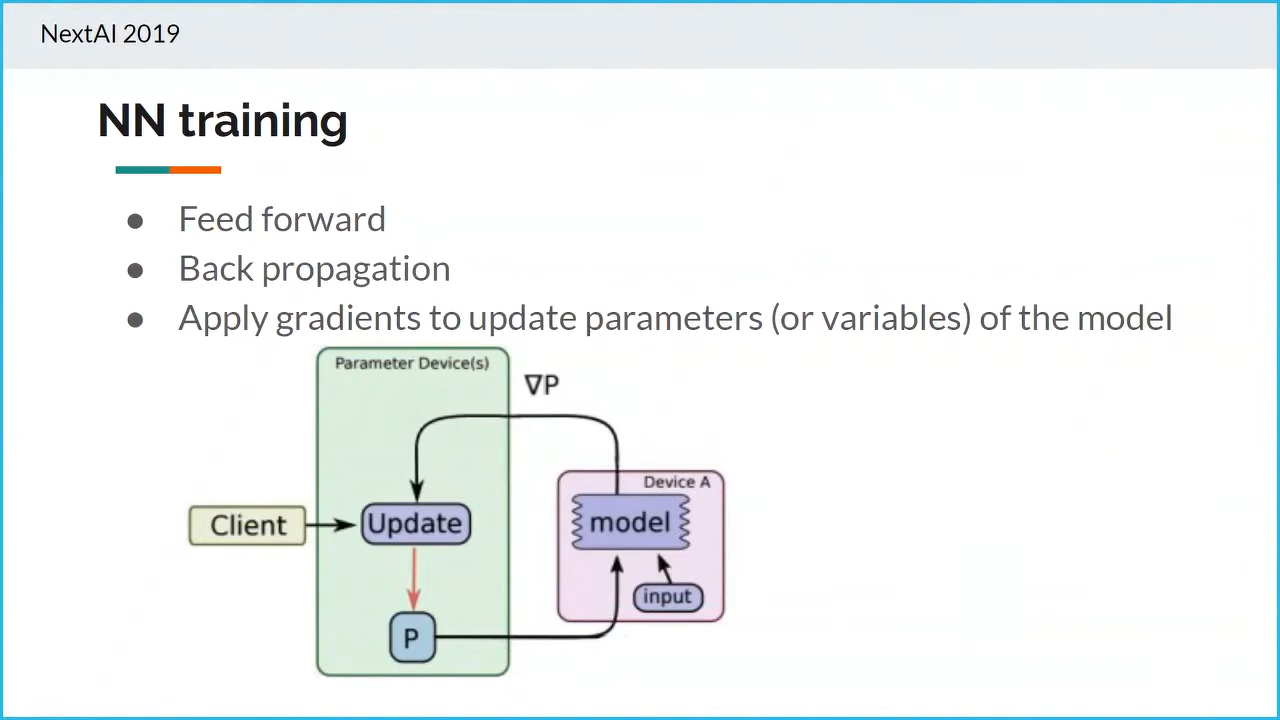 NextAI 2019
NN training
● Feed forward
● Back propagation
● Apply gradients to update parameters (or variables) of the model
Parameter Device(s)
∇P
Device A
Client
Update
model
input
P